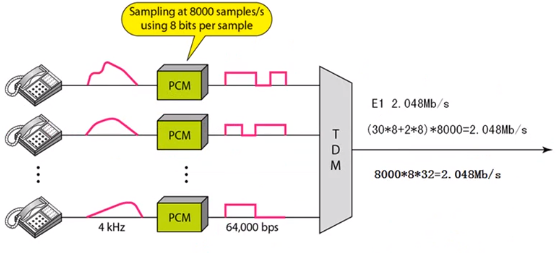 Sampling at 8000 samples/s
using 8 bits per sample
PCM
E1 2.048Mb/s
PCM
(30*8+2*8)*8000=2.048Mb/s
T
D
M
8000*8*32=2.048Mb/s
PCM
4 kHz
64,000 bps